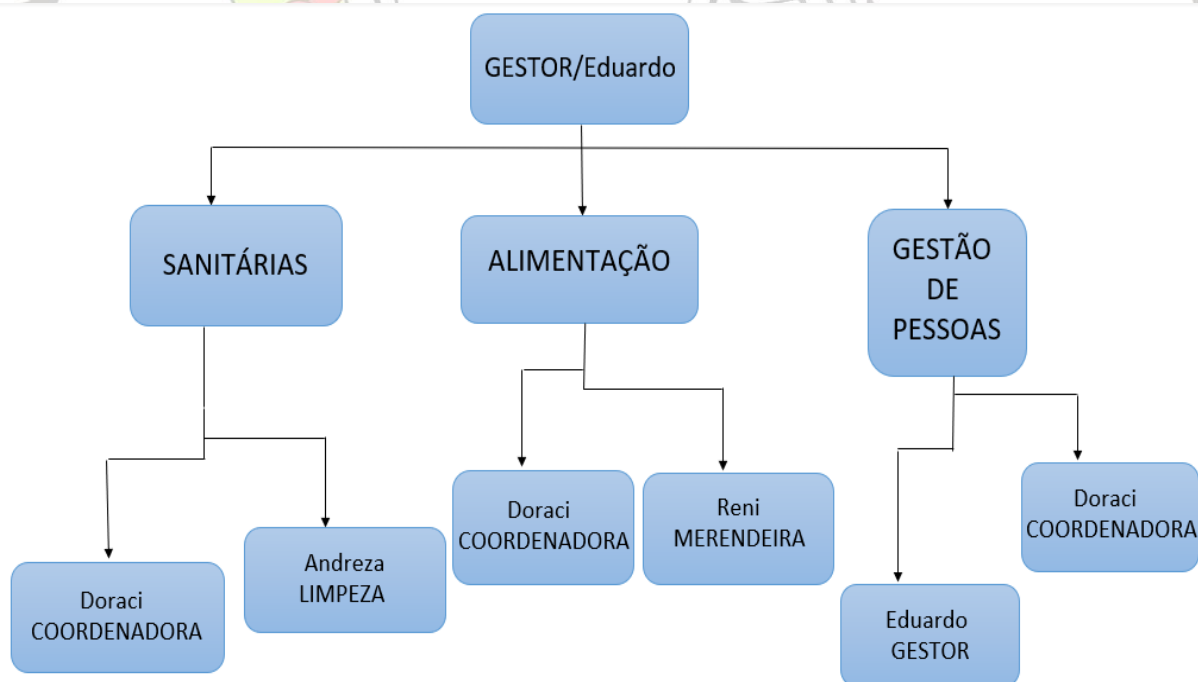 GESTOR/Eduardo
SANITÁRIAS
ALIMENTAÇÃO
GESTÃO
DE
PESSOAS
Doraci
COORDENADORA
Andreza
LIMPEZA
Doraci
COORDENADORA
Reni
MERENDEIRA
Eduardo
GESTOR
Doraci
COORDENADORA